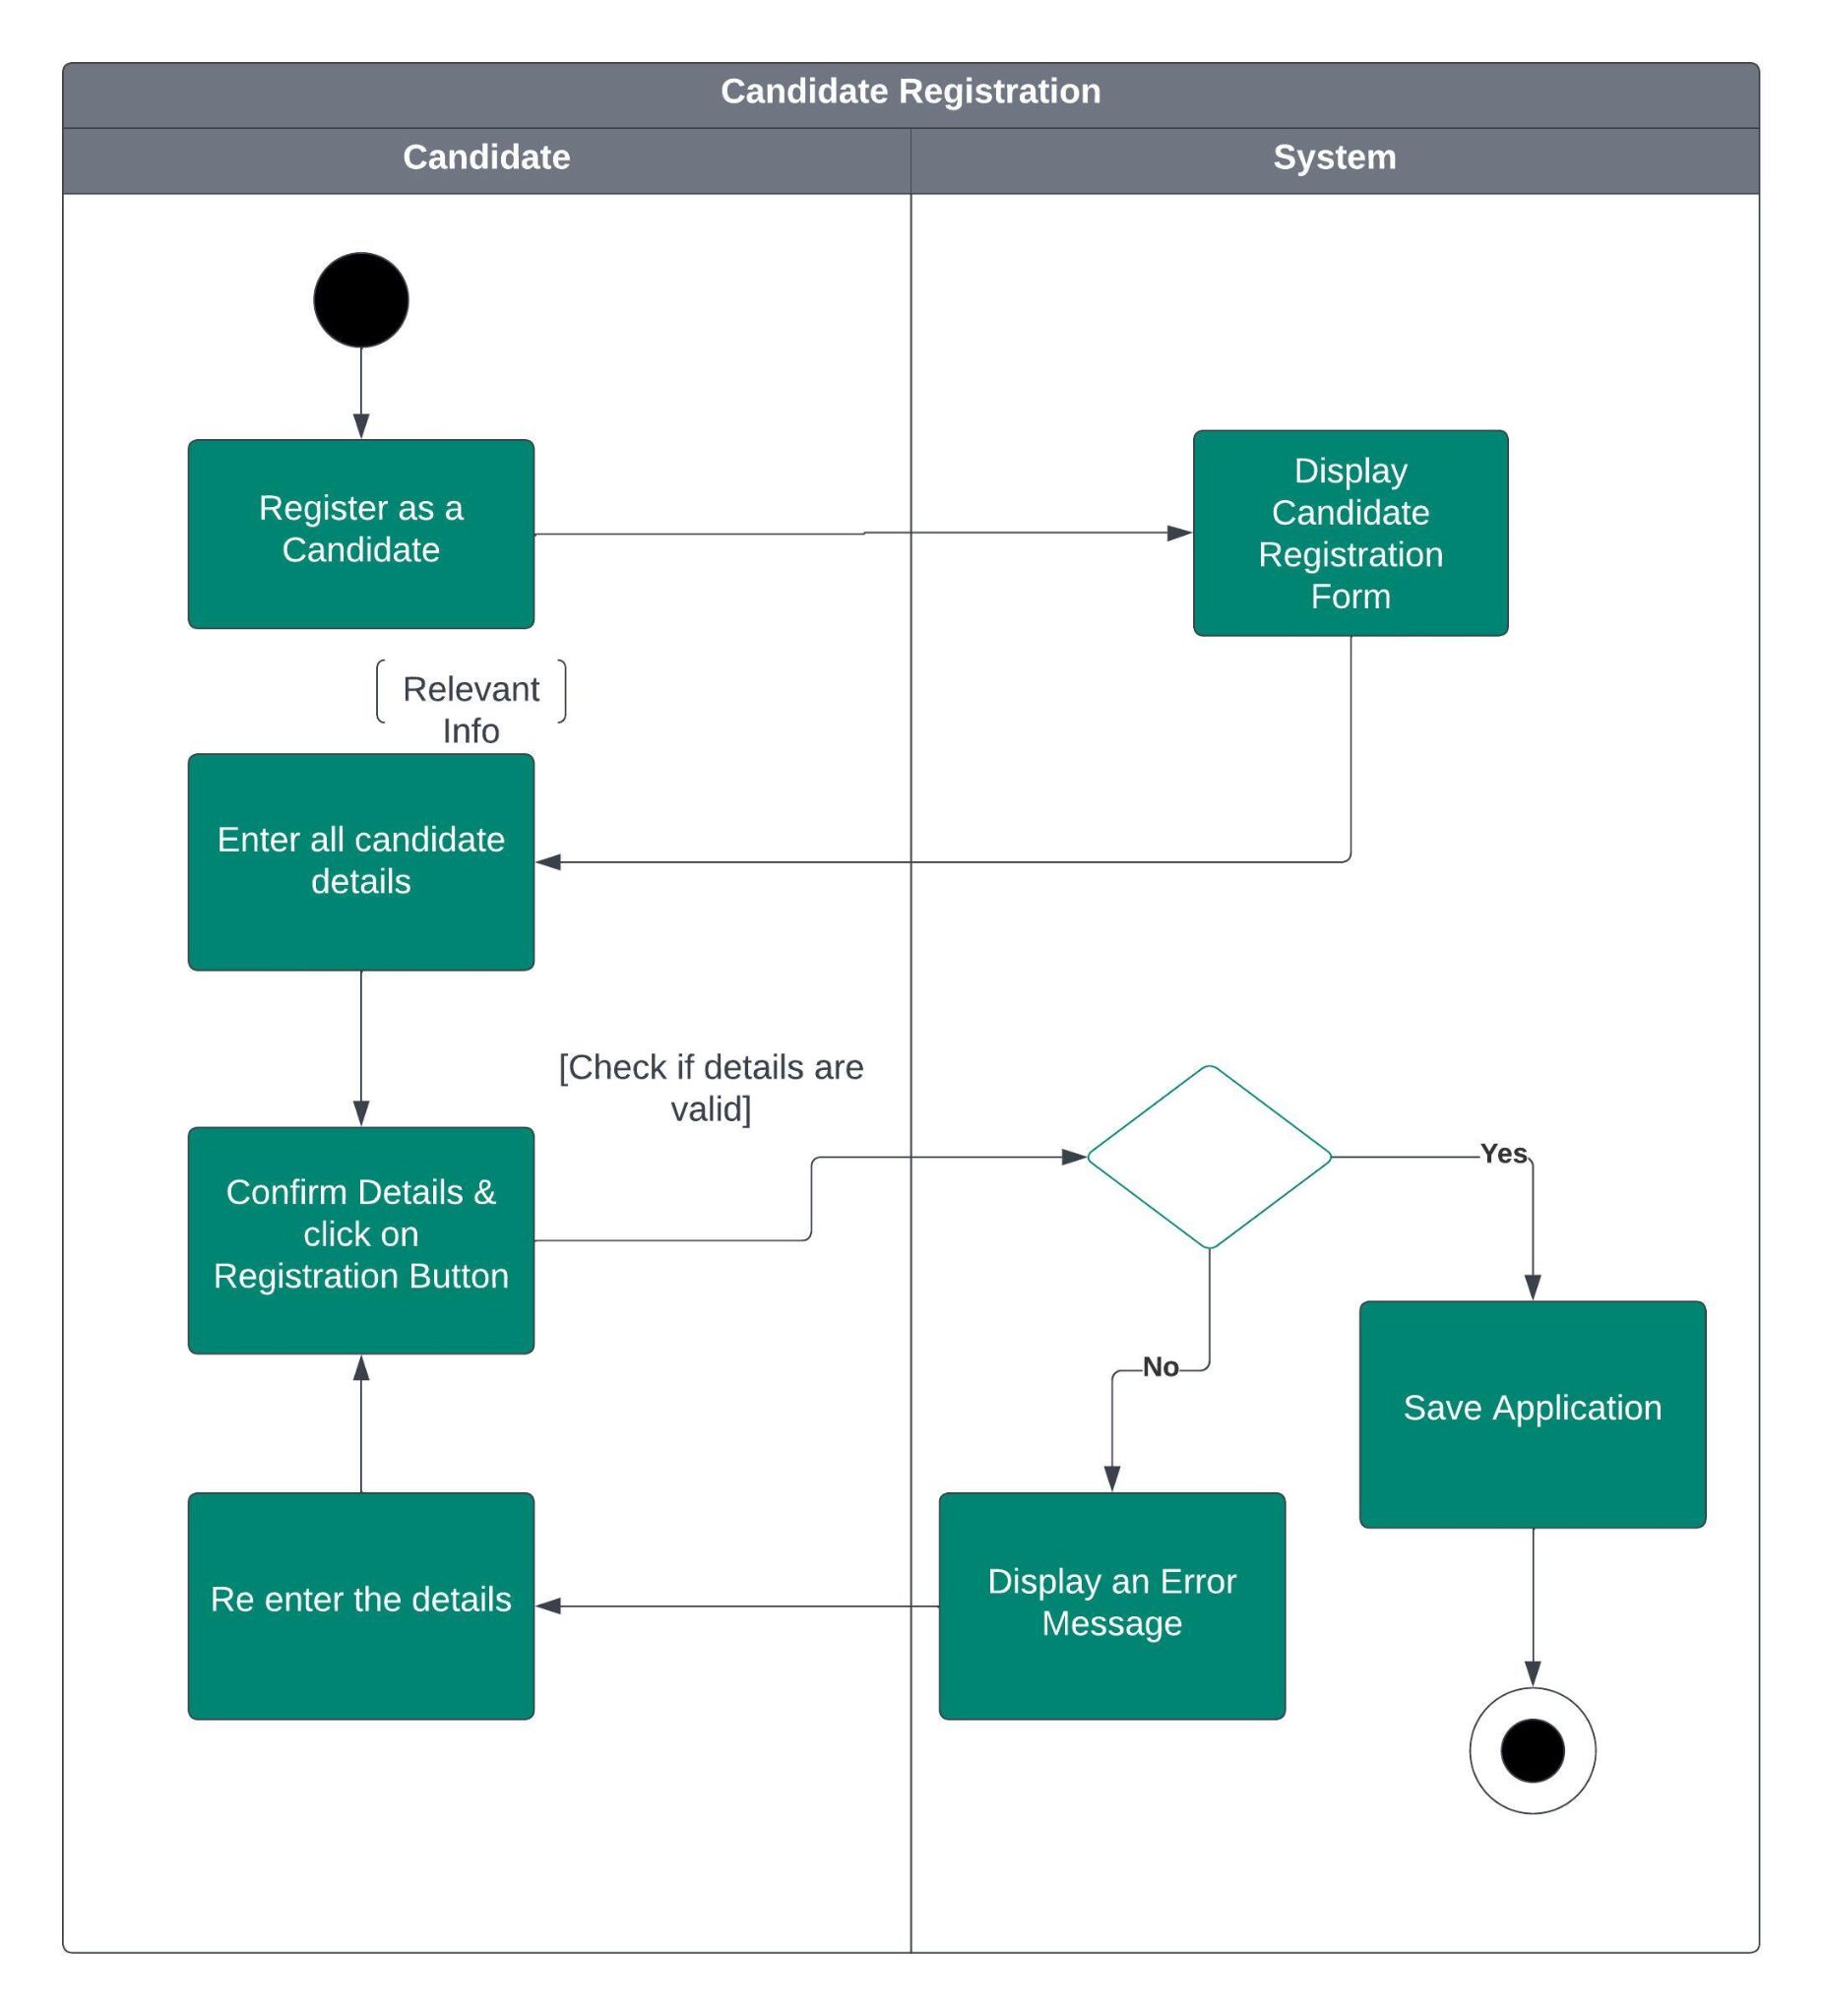 Candidate Registration
Candidate
System
Register as a
Candidate
Display
Candidate
Registration
Form
Relevant
Info
Enter all candidate
details
[Check if details are
valid]
Confirm Details &
click on
Registration Button
Yes
No
Save Application
Re enter the details
Display an Error
Message